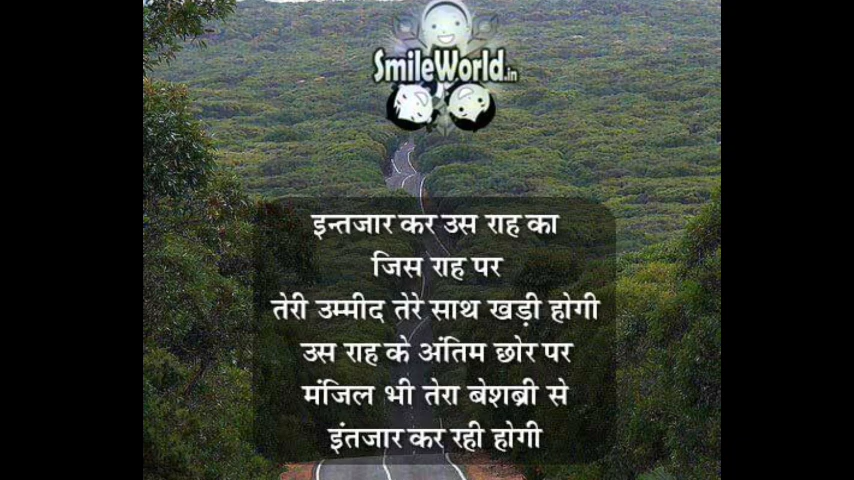 SmileWorld.in
इन्तजार कर उस राह का
जिस राह पर
तेरी उम्मीद तेरे साथ खड़ी होगी
उस राह के अंतिम छोर पर
मंजिल भी तेरा बेशब्री से
इंतजार कर रही होगी